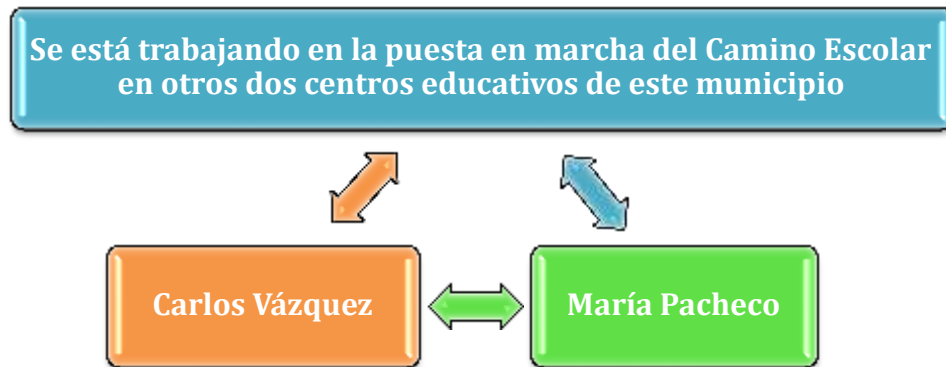 Se está trabajando en la puesta en marcha del Camino Escolar
en otros dos centros educativos de este municipio
Carlos Vázquez
María Pacheco